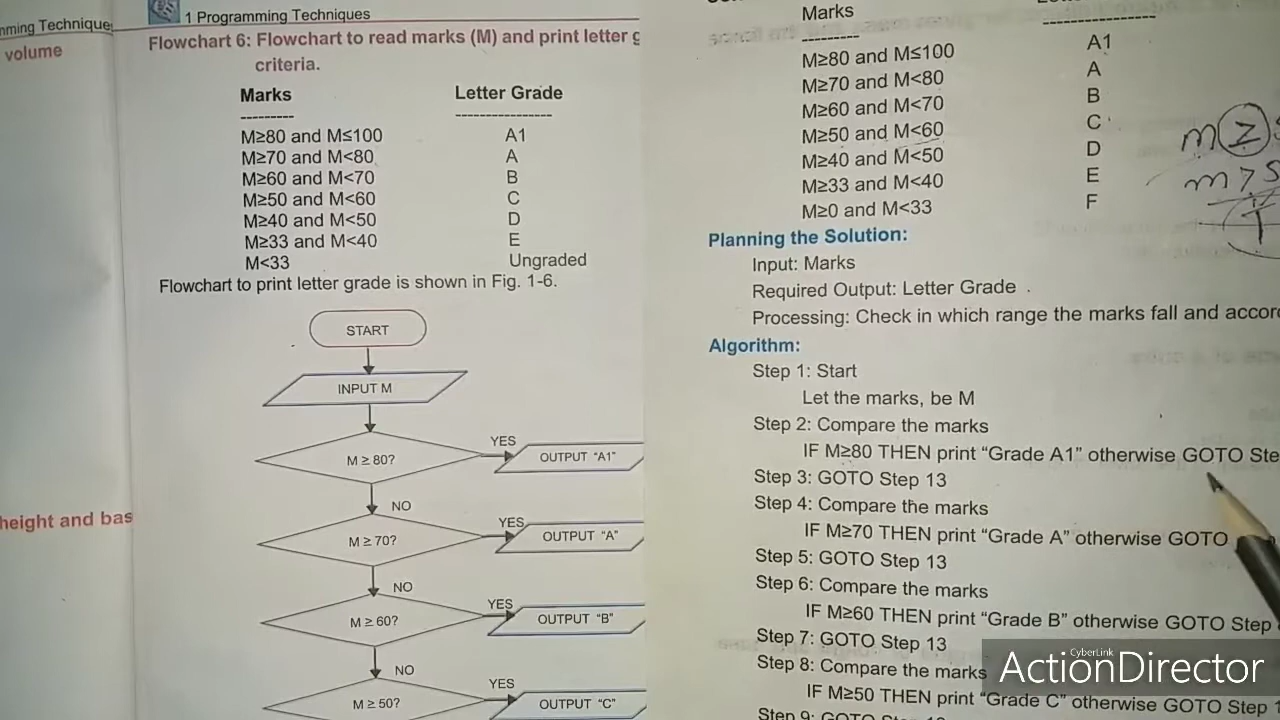 nming Technique
volume
height and bas
1 Programming Techniques
Flowchart 6: Flowchart to read marks (M) and print letter g
criteria.
Marks Letter Grade
--------- ----------------
M≥80 and M≤100 A1
M≥70 and M<80 A
M≥60 and M<70 B
M≥50 and M<60 C
M≥40 and M<50 D
M≥33 and M<40 E
M<33 Ungraded
Flowchart to print letter grade is shown in Fig. 1-6.
START
INPUT M
M ≥ 80?
YES
OUTPUT "A1"
NO
M ≥ 70?
YES
OUTPUT "A"
NO
M ≥ 60?
YES
OUTPUT "B"
NO
M ≥ 50?
YES
OUTPUT "C"
Marks
--------- ------------------
M≥80 and M≤100 A1
M≥70 and M<80 A
M≥60 and M<70 B
M≥50 and M<60 C
M≥40 and M<50 D
M≥33 and M<40 E
M≥0 and M<33 F
Planning the Solution:
Input: Marks
Required Output: Letter Grade
Processing: Check in which range the marks fall and accor
Algorithm:
Step 1: Start
Let the marks, be M
Step 2: Compare the marks
IF M≥80 THEN print “Grade A1” otherwise GOTO Ste
Step 3: GOTO Step 13
Step 4: Compare the marks
IF M≥70 THEN print “Grade A” otherwise GOTO
Step 5: GOTO Step 13
Step 6: Compare the marks
IF M≥60 THEN print “Grade B” otherwise GOTO Step
Step 7: GOTO Step 13
Step 8: Compare the marks
IF M≥50 THEN print “Grade C” otherwise GOTO Step 1
Step 9: GOTO Step
CyberLink
ActionDirector